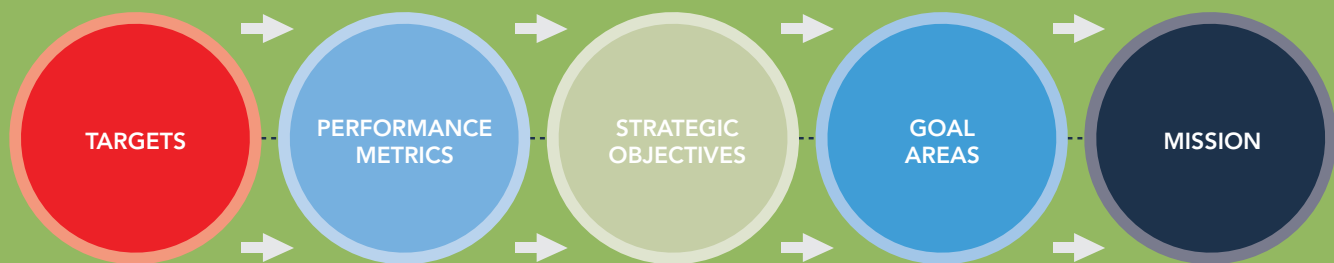 TARGETS
PERFORMANCE
METRICS
STRATEGIC
OBJECTIVES
GOAL
AREAS
MISSION